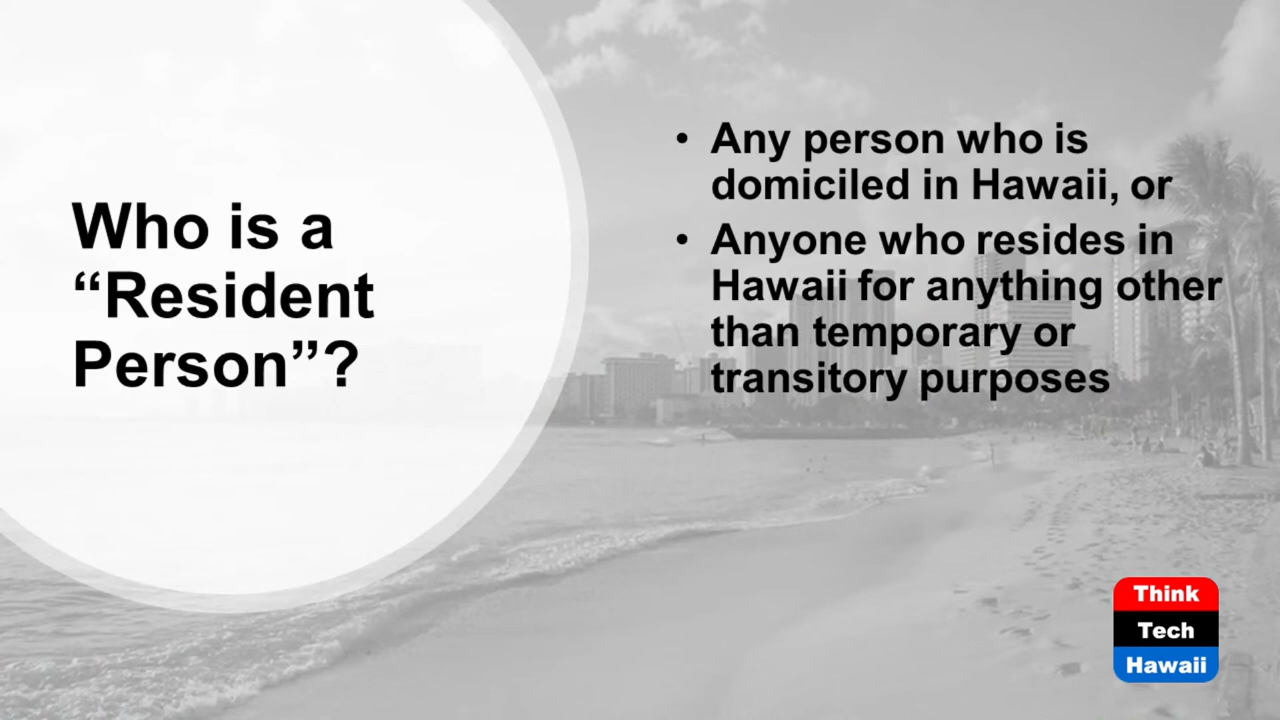 Who is a
“Resident
Person”?
• Any person who is
domiciled in Hawaii, or
• Anyone who resides in
Hawaii for anything other
than temporary or
transitory purposes
Think
Tech
Hawaii